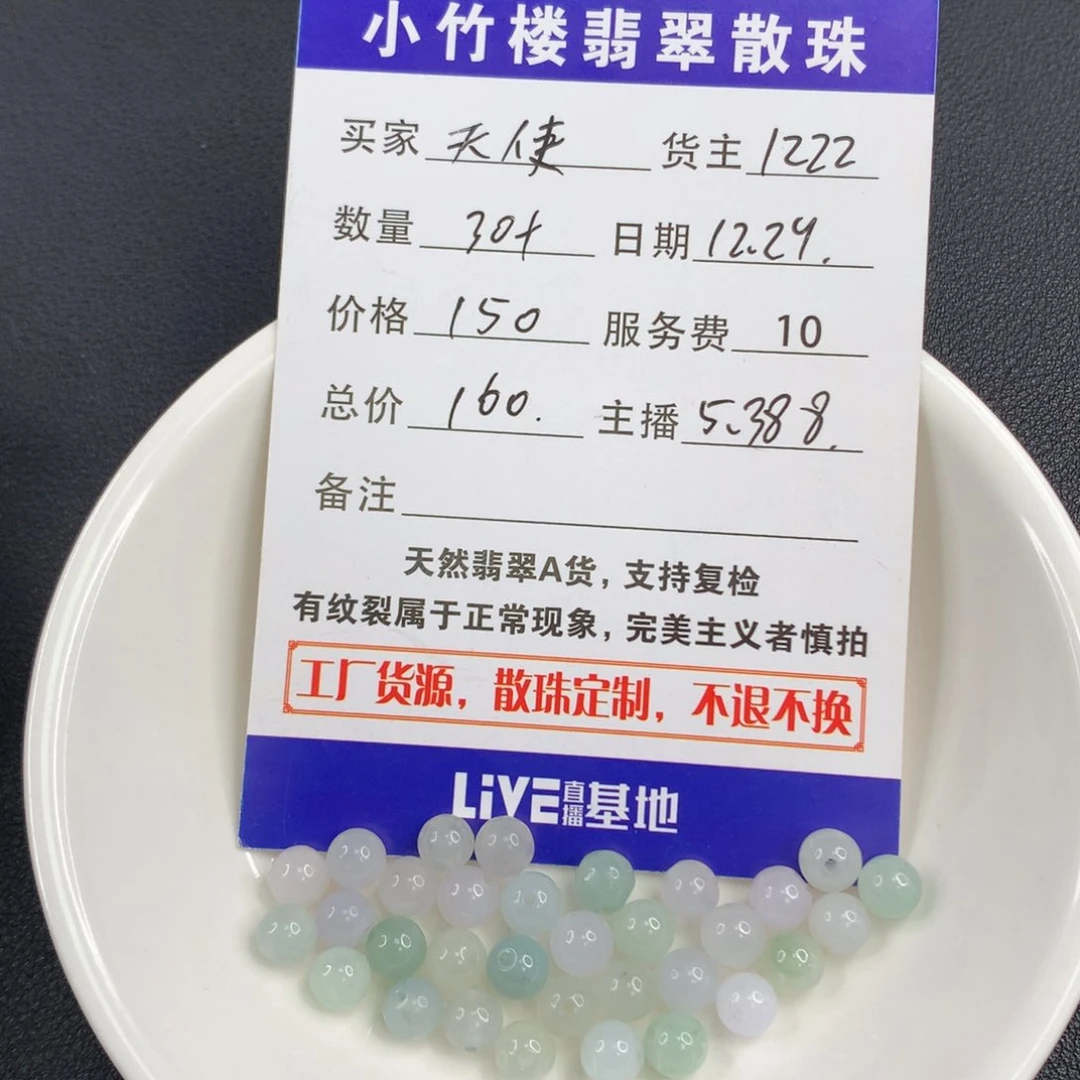 小竹楼翡翠散珠
买家 天使 货主 1222
数量 30+ 日期 12.29.
价格 150 服务费 10
总价 160. 主播 5.388.
备注
天然翡翠A货，支持复检
有纹裂属于正常现象，完美主义者慎拍
工厂货源，散珠定制，不退不换
LiVE直播基地